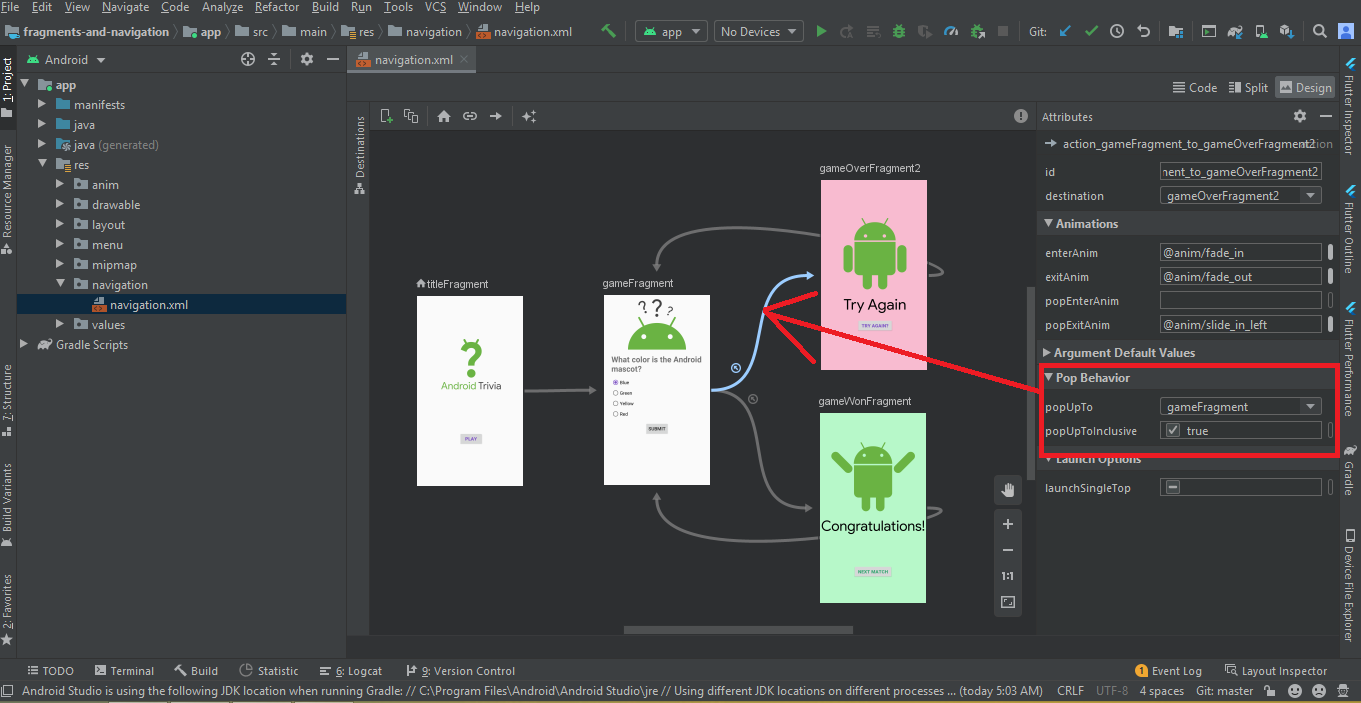 File Edit View Navigate Code Analyze Refactor Build Run Tools VCS Window Help
fragments-and-navigation app src main res navigation navigation.xml app No Devices Git:
Android
navigation.xml
1: Project
Resource Manager
7: Structure
Build Variants
2: Favorites
app
manifests
java
java (generated)
res
anim
drawable
layout
menu
mipmap
navigation
navigation.xml
values
Gradle Scripts
Code Split Design
Destinations
titleFragment
?
Android Trivia
PLAY
gameFragment
? ? ?
What color is the Android
mascot?
Blue
Green
Yellow
Red
SUBMIT
gameOverFragment2
Try Again
TRY AGAIN?
gameWonFragment
Congratulations!
NEXT MATCH
1:1
Attributes
action_gameFragment_to_gameOverFragment2
id nent_to_gameOverFragment2
destination gameOverFragment2
Animations
enterAnim @anim/fade_in
exitAnim @anim/fade_out
popEnterAnim
popExitAnim @anim/slide_in_left
Argument Default Values
Pop Behavior
popUpTo gameFragment
popUpToInclusive true
Launch Options
launchSingleTop
Flutter Inspector
Flutter Outline
Flutter Performance
Gradle
Device File Explorer
TODO Terminal Build Statistic 6: Logcat 9: Version Control 1 Event Log Layout Inspector
Android Studio is using the following JDK location when running Gradle: // C:\Program Files\Android\Android Studio\jre // Using different JDK locations on different processes ... (today 5:03 AM) CRLF UTF-8 4 spaces Git: master